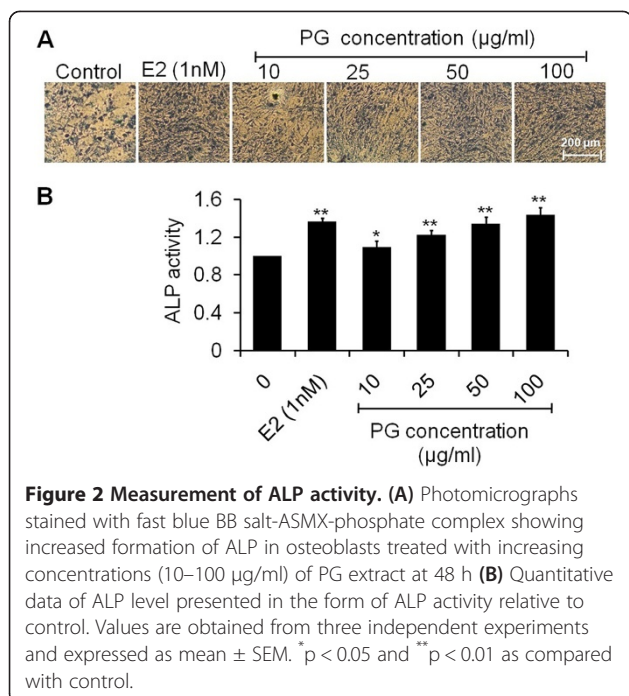 A
PG concentration (µg/ml)
Control E2 (1nM) 10 25 50 100
200 µm
B
ALP activity
1.6
1.2
0.8
0.4
0
** * ** ** **
0 E2 (1nM) 10 25 50 100
PG concentration
(µg/ml)
Figure 2 Measurement of ALP activity. (A) Photomicrographs
stained with fast blue BB salt-ASMX-phosphate complex showing
increased formation of ALP in osteoblasts treated with increasing
concentrations (10–100 µg/ml) of PG extract at 48 h (B) Quantitative
data of ALP level presented in the form of ALP activity relative to
control. Values are obtained from three independent experiments
and expressed as mean ± SEM. *p < 0.05 and **p < 0.01 as compared
with control.